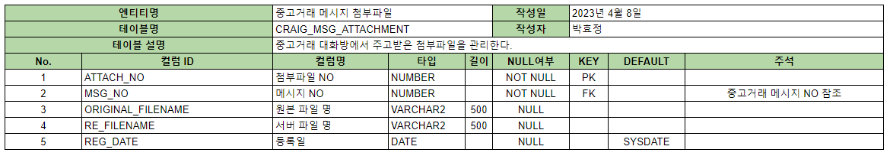 엔티티명 중고거래 메시지 첨부파일 작성일 2023년 4월 8일
테이블명 CRAIG_MSG_ATTACHMENT 작성자 박효정
테이블 설명 중고거래 대화방에서 주고받은 첨부파일을 관리한다.
No. 컬럼 ID 컬럼명 타입 길이 NULL여부 KEY DEFAULT 주석
1 ATTACH_NO 첨부파일 NO NUMBER NOT NULL PK
2 MSG_NO 메시지 NO NUMBER NOT NULL FK 중고거래 메시지 NO 참조
3 ORIGINAL_FILENAME 원본 파일 명 VARCHAR2 500 NULL
4 RE_FILENAME 서버 파일 명 VARCHAR2 500 NULL
5 REG_DATE 등록일 DATE NULL SYSDATE